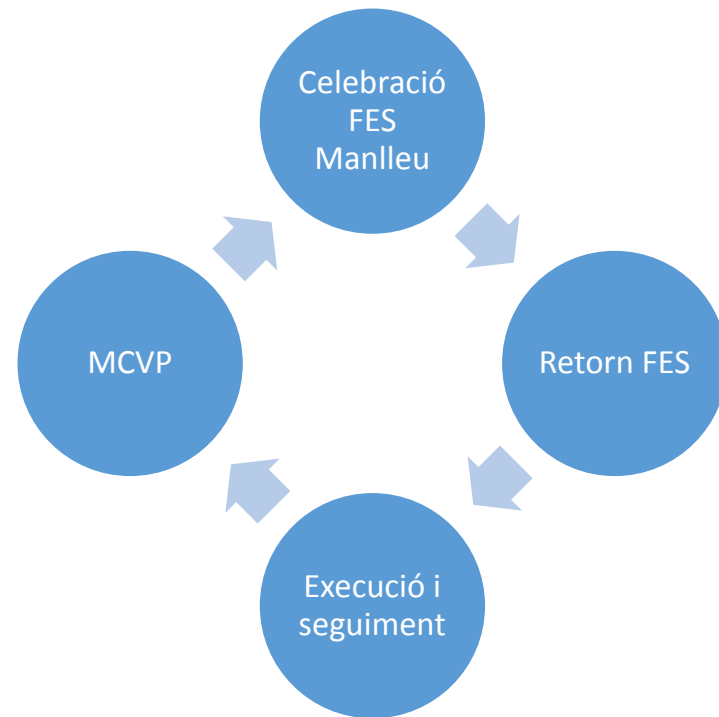 Celebració
FES
Manlleu
Retorn FES
Execució i
seguiment
MCVP